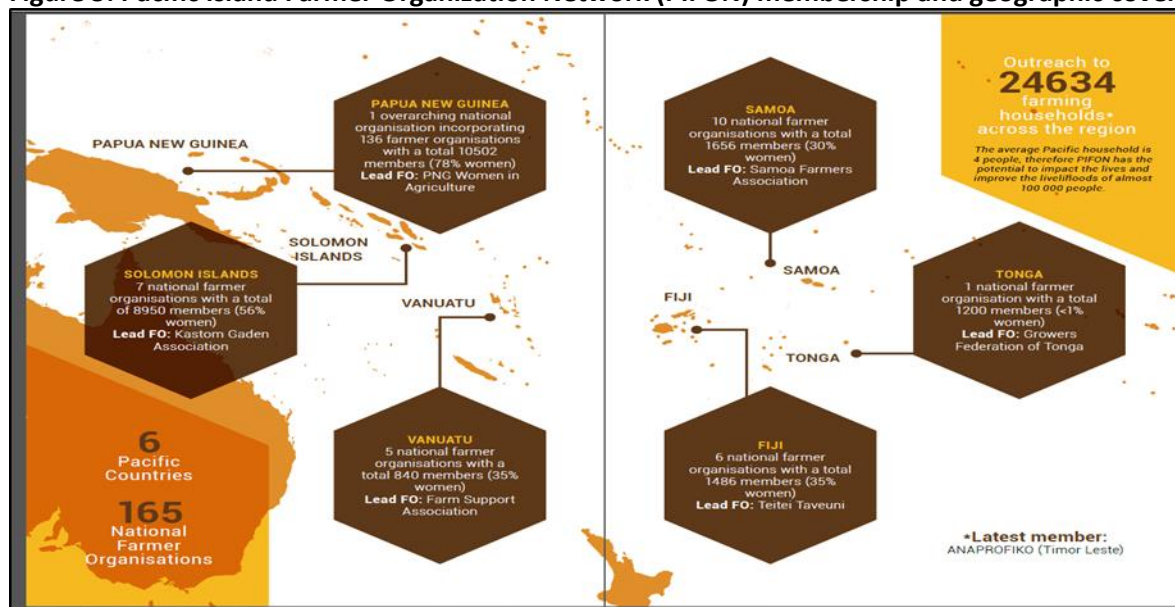 PAPUA NEW GUINEA
1 overarching national
organisation incorporating
136 farmer organisations
with a total 10502
members (78% women)
Lead FO: PNG Women in
Agriculture
PAPUA NEW GUINEA
SOLOMON
ISLANDS
SOLOMON ISLANDS
7 national farmer
organisations with a total
of 8950 members (56%
women)
Lead FO: Kastom Gaden
Association
VANUATU
VANUATU
5 national farmer
organisations with a
total 840 members (35%
women)
Lead FO: Farm Support
Association
6
Pacific
Countries
165
National
Farmer
Organisations
SAMOA
10 national farmer
organisations with a total
1656 members (30%
women)
Lead FO: Samoa Farmers
Association
Outreach to
24634
farming
households*
across the region
The average Pacific household is
4 people, therefore PIFON has the
potential to impact the lives and
improve the livelihoods of almost
100 000 people.
SAMOA
FIJI
TONGA
TONGA
1 national farmer
organisation with a total
1200 members (<1%
women)
Lead FO: Growers
Federation of Tonga
FIJI
6 national farmer
organisations with a total
1486 members (35%
women)
Lead FO: Teitei Taveuni
*Latest member:
ANAPROFIKO (Timor Leste)